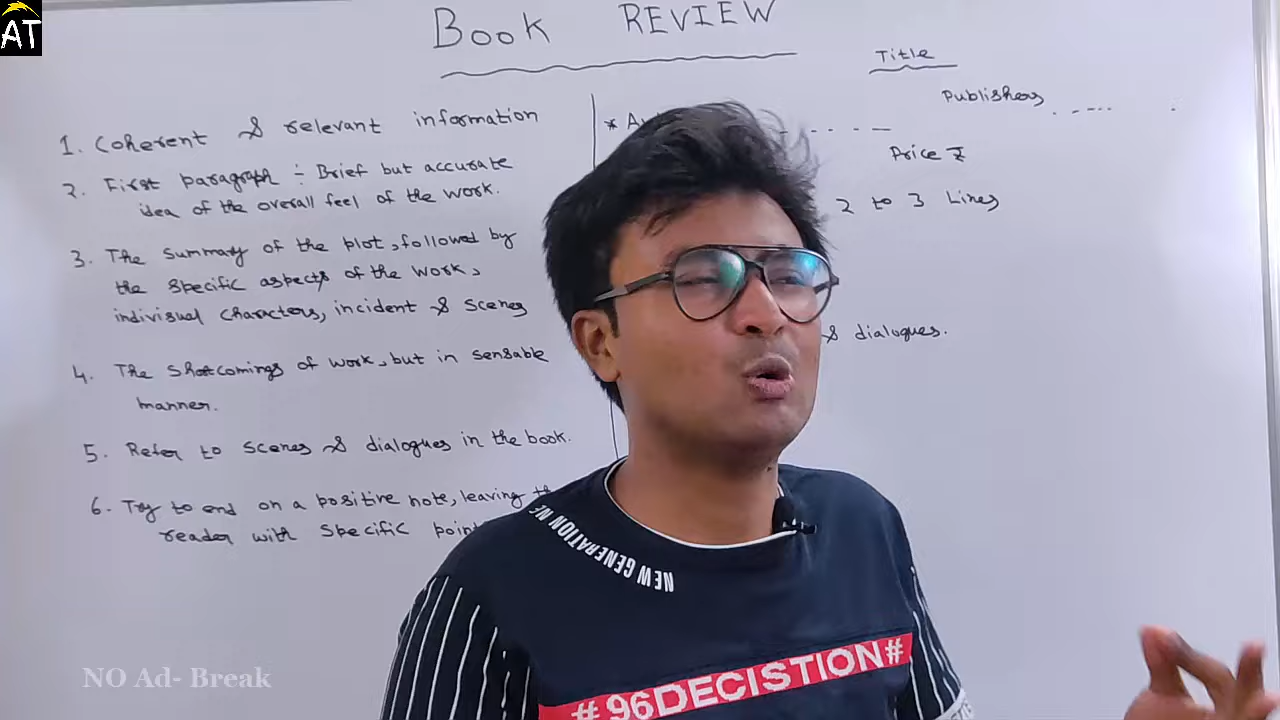 AT
Book REVIEW
1. Coherent & relevant information
2. First paragraph ÷ Brief but accurate
idea of the overall feel of the work.
3. The summary of the plot, followed by
the specific aspects of the work,
indivisual characters, incident & scenes
4. The shortcomings of work, but in sensable
manner.
5. Refer to scenes & dialogues in the book.
6. Try to end on a positive note, leaving
reader with specific
Title
Publishers
*
Price ₹
2 to 3 Lines
& dialogues.
NEW GENERATION
#96DECISTION#
NO Ad- Break